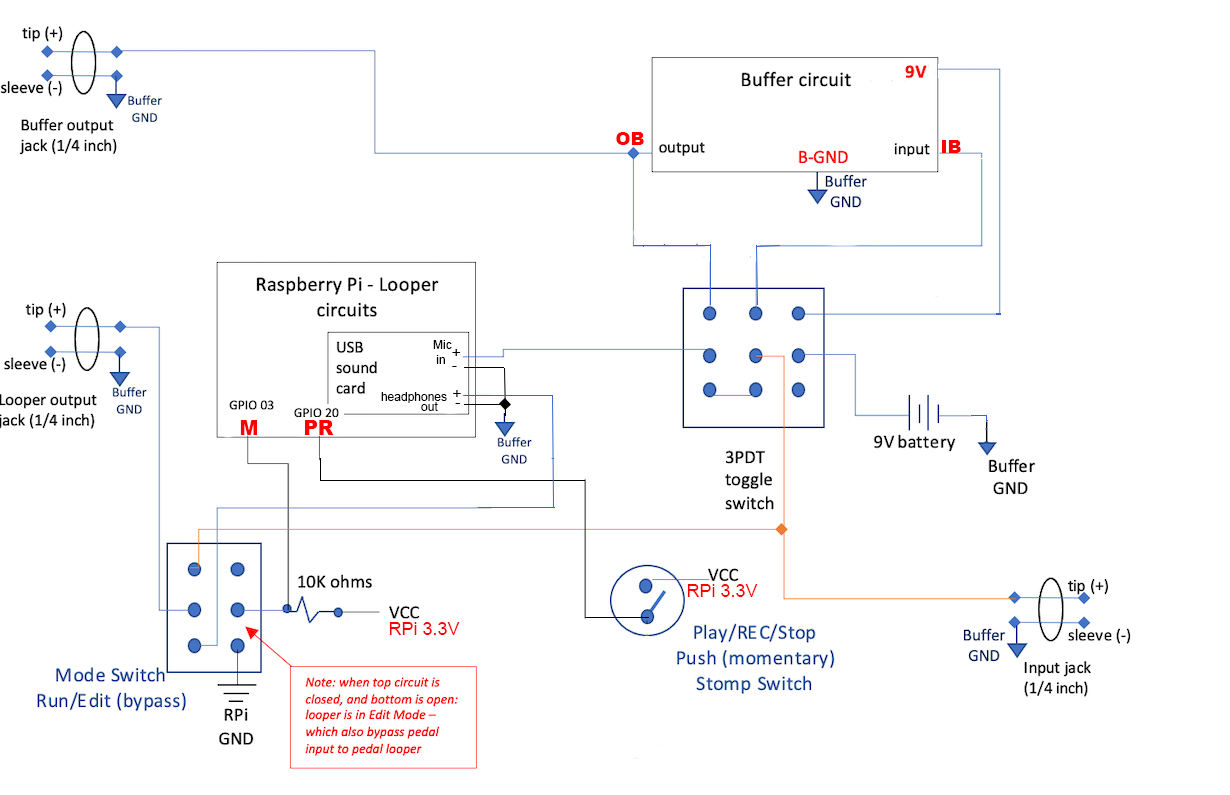 tip (+)
sleeve (-)
Buffer
GND
Buffer output
jack (1/4 inch)
Buffer circuit
9V
OB
output
input
IB
B-GND
Buffer
GND
Raspberry Pi - Looper
circuits
USB
sound
card
Mic
in
+
-
headphones
out
+
-
GPIO 03
M
GPIO 20
PR
Buffer
GND
tip (+)
sleeve (-)
Buffer
GND
Looper output
jack (1/4 inch)
3PDT
toggle
switch
9V battery
Buffer
GND
10K ohms
VCC
RPi 3.3V
Mode Switch
Run/Edit (bypass)
RPi
GND
Note: when top circuit is
closed, and bottom is open:
looper is in Edit Mode –
which also bypass pedal
input to pedal looper
VCC
RPi 3.3V
Play/REC/Stop
Push (momentary)
Stomp Switch
tip (+)
sleeve (-)
Buffer
GND
Input jack
(1/4 inch)